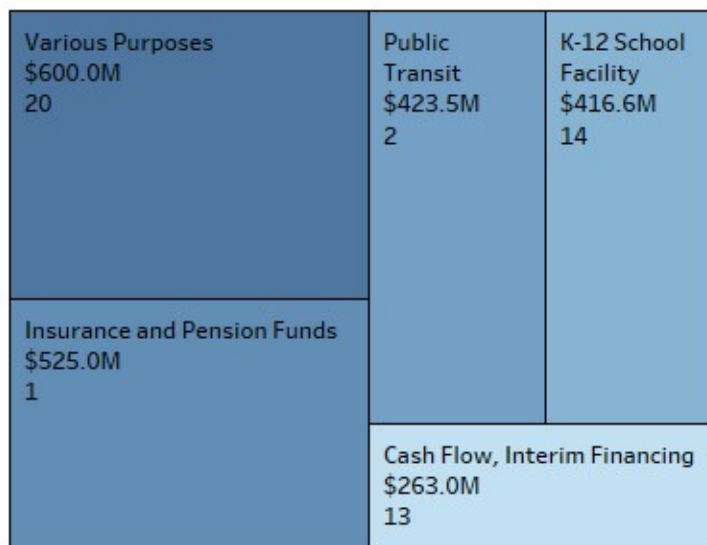 Various Purposes
$600.0M
20
Insurance and Pension Funds
$525.0M
1
Public
Transit
$423.5M
2
K-12 School
Facility
$416.6M
14
Cash Flow, Interim Financing
$263.0M
13